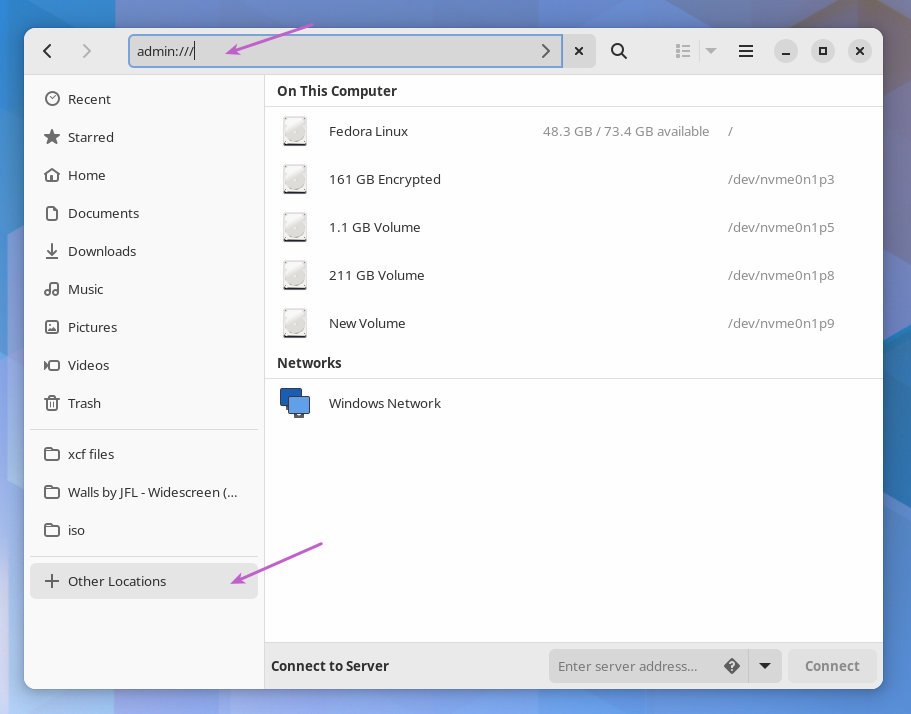 admin:///
Recent
Starred
Home
Documents
Downloads
Music
Pictures
Videos
Trash
xcf files
Walls by JFL - Widescreen (...
iso
Other Locations
On This Computer
Fedora Linux 48.3 GB / 73.4 GB available /
161 GB Encrypted /dev/nvme0n1p3
1.1 GB Volume /dev/nvme0n1p5
211 GB Volume /dev/nvme0n1p8
New Volume /dev/nvme0n1p9
Networks
Windows Network
Connect to Server Enter server address... Connect